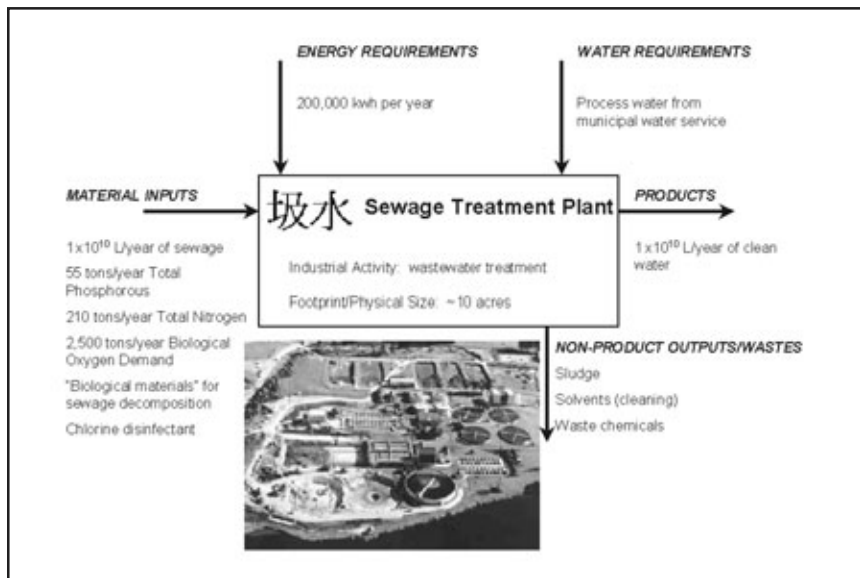 ENERGY REQUIREMENTS
200,000 kwh per year
WATER REQUIREMENTS
Process water from
municipal water service
MATERIAL INPUTS
1x10¹⁰ L/year of sewage
55 tons/year Total
Phosphorous
210 tons/year Total Nitrogen
2,500 tons/year Biological
Oxygen Demand
"Biological materials" for
sewage decomposition
Chlorine disinfectant
圾水 Sewage Treatment Plant
Industrial Activity: wastewater treatment
Footprint/Physical Size: ~10 acres
PRODUCTS
1x10¹⁰ L/year of clean
water
NON-PRODUCT OUTPUTS/WASTES
Sludge
Solvents (cleaning)
Waste chemicals